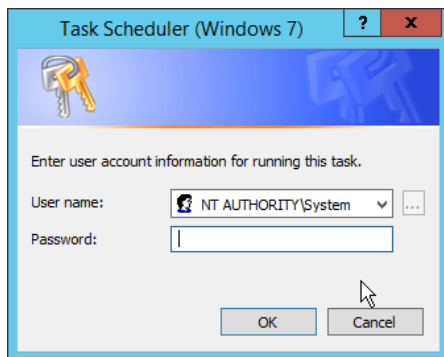 Task Scheduler (Windows 7)
? x
Enter user account information for running this task.
User name: NT AUTHORITY\System ...
Password:
OK Cancel